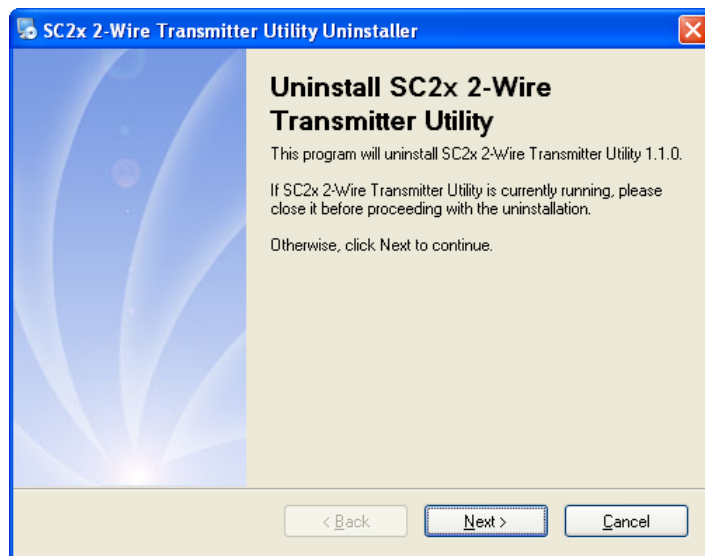 SC2x 2-Wire Transmitter Utility Uninstaller
Uninstall SC2x 2-Wire
Transmitter Utility
This program will uninstall SC2x 2-Wire Transmitter Utility 1.1.0.
If SC2x 2-Wire Transmitter Utility is currently running, please
close it before proceeding with the uninstallation.
Otherwise, click Next to continue.
< Back
Next >
Cancel